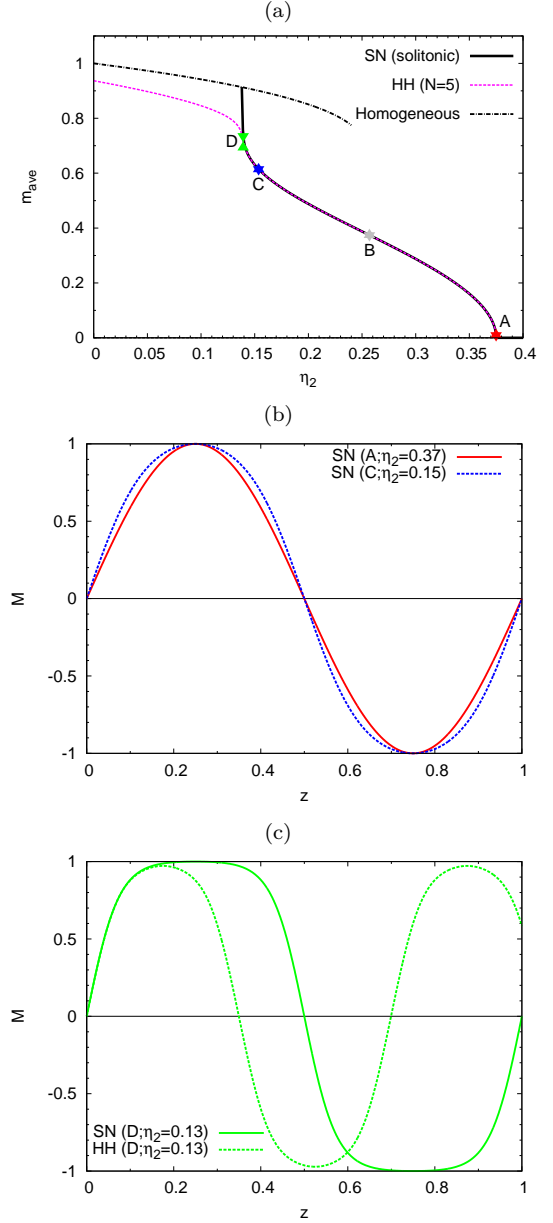 (a)
SN (solitonic)
HH (N=5)
Homogeneous
1
0.8
0.6
0.4
0.2
0
m_ave
D
C
B
A
0 0.05 0.1 0.15 0.2 0.25 0.3 0.35 0.4
η₂
(b)
SN (A;η₂=0.37)
SN (C;η₂=0.15)
1
0.5
0
-0.5
-1
M
0 0.2 0.4 0.6 0.8 1
z
(c)
1
0.5
0
-0.5
-1
M
SN (D;η₂=0.13)
HH (D;η₂=0.13)
0 0.2 0.4 0.6 0.8 1
z